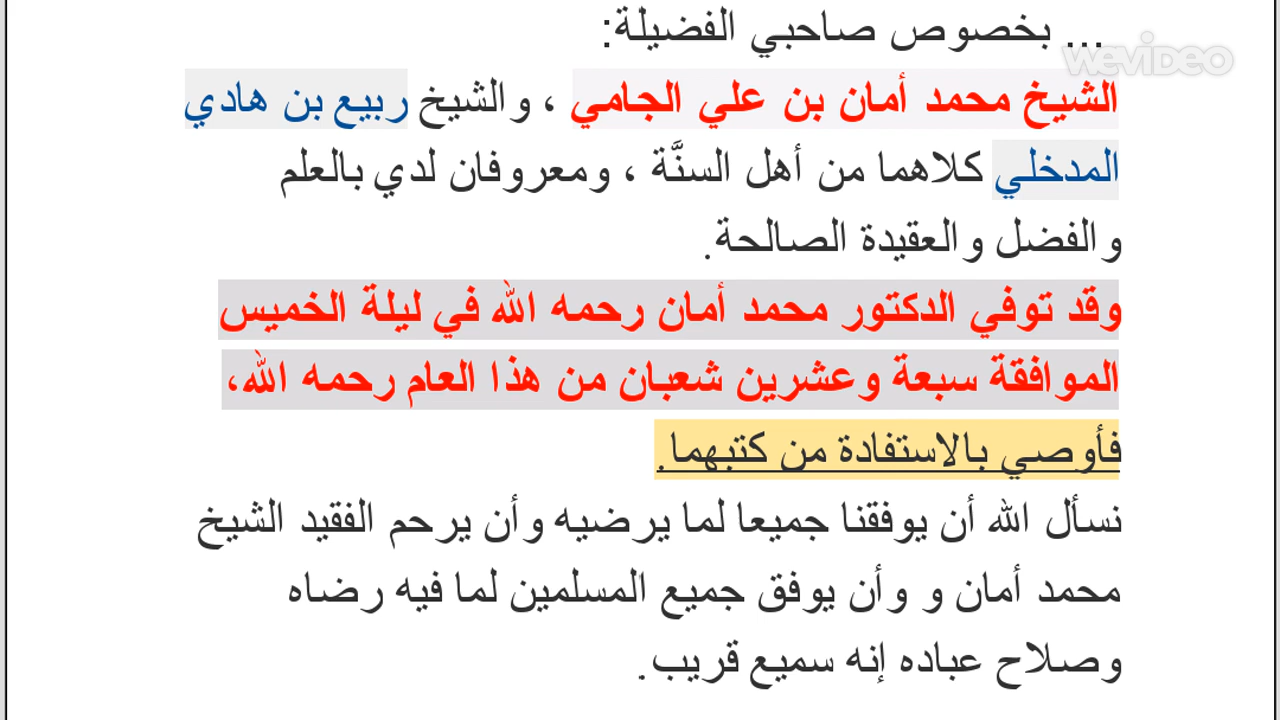 ... بخصوص صاحبي الفضيلة:
wevideo
الشيخ محمد أمان بن علي الجامي ، والشيخ ربيع بن هادي
المدخلي كلاهما من أهل السنَّة ، ومعروفان لدي بالعلم
والفضل والعقيدة الصالحة.
وقد توفي الدكتور محمد أمان رحمه الله في ليلة الخميس
الموافقة سبعة وعشرين شعبان من هذا العام رحمه الله،
فأوصي بالاستفادة من كتبهما.
نسأل الله أن يوفقنا جميعا لما يرضيه وأن يرحم الفقيد الشيخ
محمد أمان و وأن يوفق جميع المسلمين لما فيه رضاه
وصلاح عباده إنه سميع قريب .